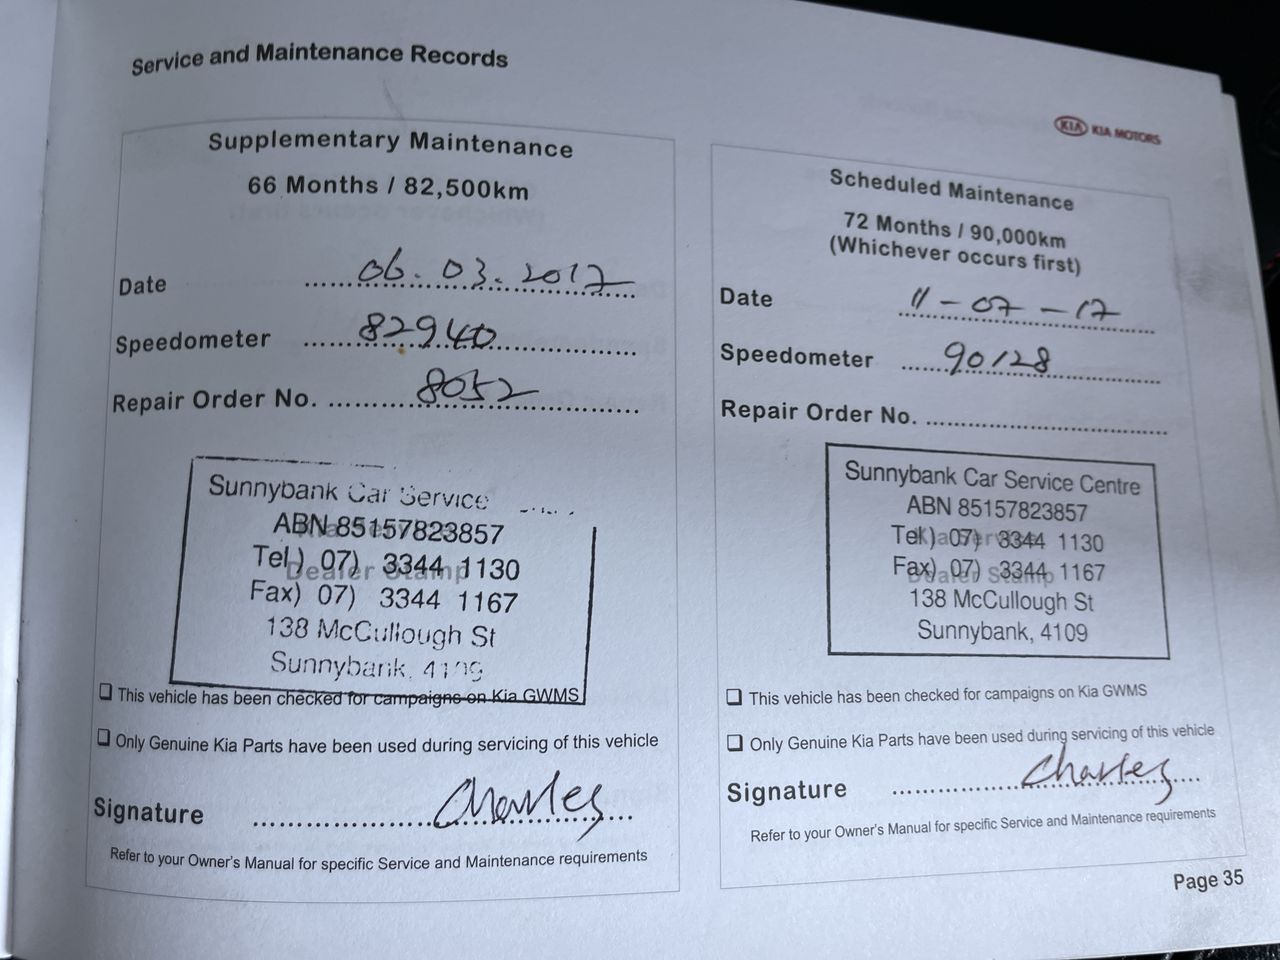 Service and Maintenance Records
KIA KIA MOTORS
Supplementary Maintenance
66 Months / 82,500km
Date 06.03.2017
Speedometer 82940
Repair Order No. 8052
Sunnybank Car Service
ABN 85157823857
Tel) 07) 3344 1130
Dealer Stamp
Fax) 07) 3344 1167
138 McCullough St
Sunnybank, 4109
This vehicle has been checked for campaigns on Kia GWMS
Only Genuine Kia Parts have been used during servicing of this vehicle
Signature Charles
Refer to your Owner's Manual for specific Service and Maintenance requirements
Scheduled Maintenance
72 Months / 90,000km
(Whichever occurs first)
Date 11-07-17
Speedometer 90128
Repair Order No.
Sunnybank Car Service Centre
ABN 85157823857
Tel) 07) 3344 1130
Fax) 07) 3344 1167
Dealer Stamp
138 McCullough St
Sunnybank, 4109
This vehicle has been checked for campaigns on Kia GWMS
Only Genuine Kia Parts have been used during servicing of this vehicle
Signature Charles
Refer to your Owner's Manual for specific Service and Maintenance requirements
Page 35